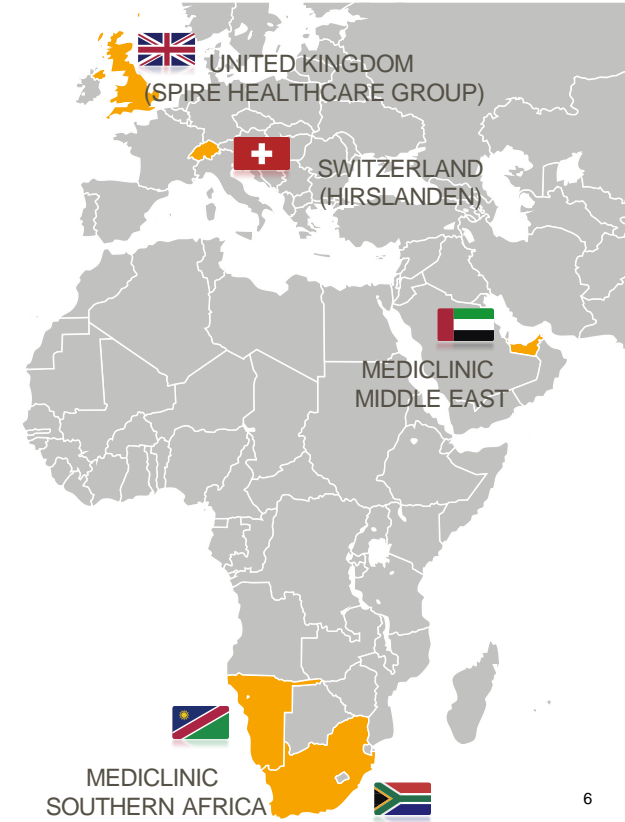 UNITED KINGDOM
(SPIRE HEALTHCARE GROUP)
SWITZERLAND
(HIRSLANDEN)
MEDICLINIC
MIDDLE EAST
MEDICLINIC
SOUTHERN AFRICA
6